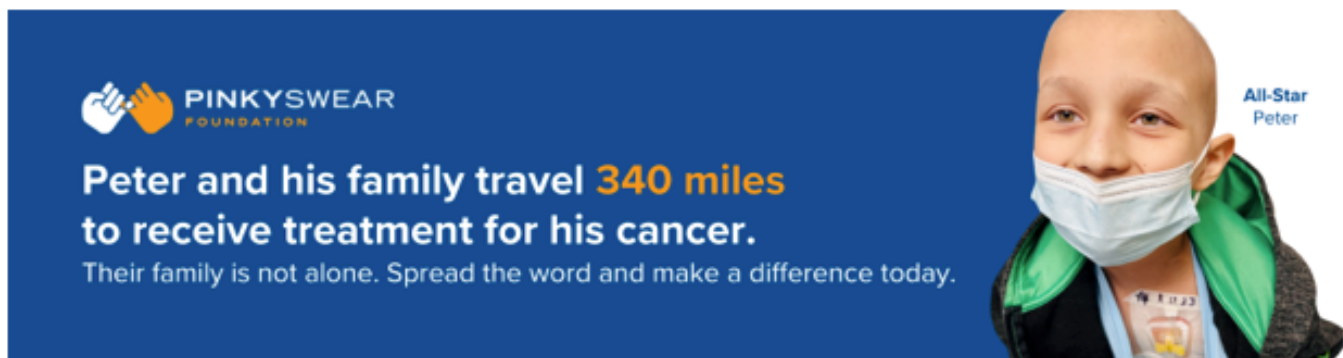 PINKYSWEAR
FOUNDATION
Peter and his family travel 340 miles
to receive treatment for his cancer.
Their family is not alone. Spread the word and make a difference today.
All-Star
Peter